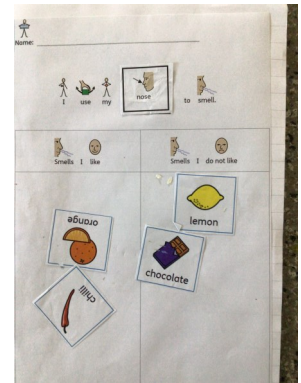 Name:
I use my nose to smell.
Smells I like
Smells I do not like
orange
chilli
lemon
chocolate